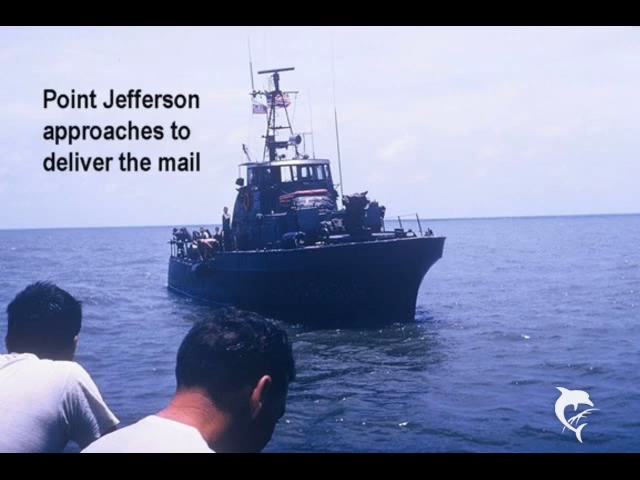 Point Jefferson
approaches to
deliver the mail